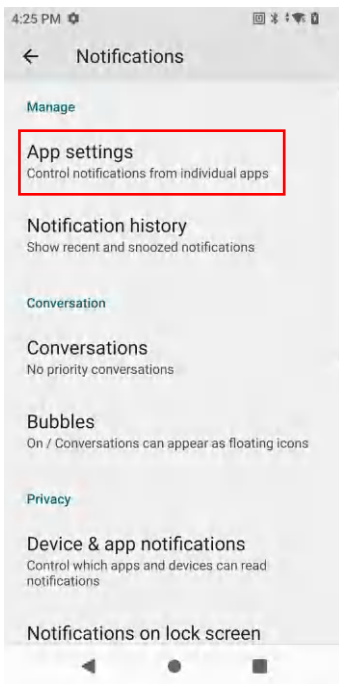 4:25 PM
Notifications
Manage
App settings
Control notifications from individual apps
Notification history
Show recent and snoozed notifications
Conversation
Conversations
No priority conversations
Bubbles
On / Conversations can appear as floating icons
Privacy
Device & app notifications
Control which apps and devices can read
notifications
Notifications on lock screen